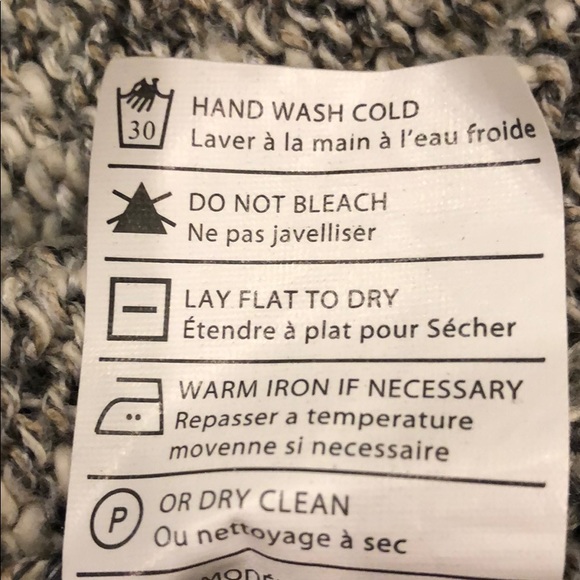 30
HAND WASH COLD
Laver à la main à l'eau froide
DO NOT BLEACH
Ne pas javelliser
LAY FLAT TO DRY
Étendre à plat pour Sécher
WARM IRON IF NECESSARY
Repasser a temperature
movenne si necessaire
P
OR DRY CLEAN
Ou nettoyage à sec